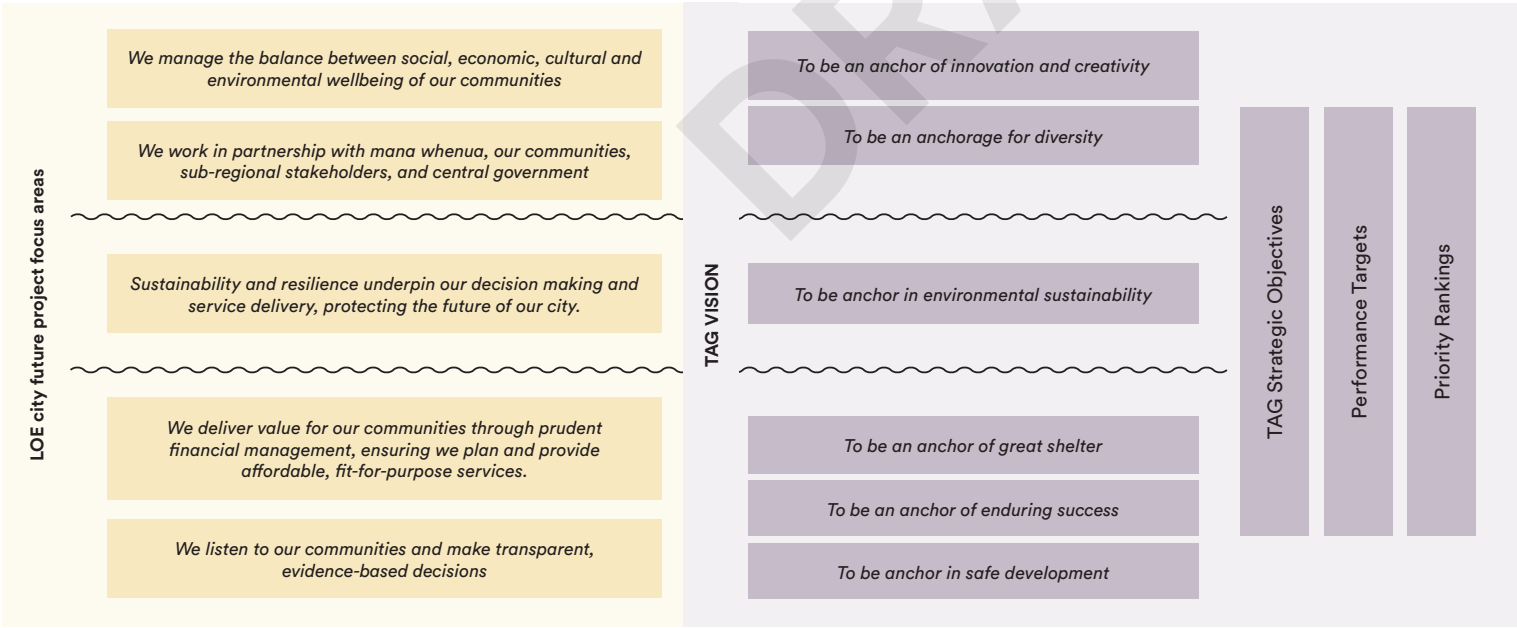 LOE city future project focus areas
We manage the balance between social, economic, cultural and
environmental wellbeing of our communities
We work in partnership with mana whenua, our communities,
sub-regional stakeholders, and central government
Sustainability and resilience underpin our decision making and
service delivery, protecting the future of our city.
We deliver value for our communities through prudent
financial management, ensuring we plan and provide
affordable, fit-for-purpose services.
We listen to our communities and make transparent,
evidence-based decisions
TAG VISION
To be an anchor of innovation and creativity
To be an anchorage for diversity
To be anchor in environmental sustainability
To be an anchor of great shelter
To be an anchor of enduring success
To be anchor in safe development
TAG Strategic Objectives
Performance Targets
Priority Rankings